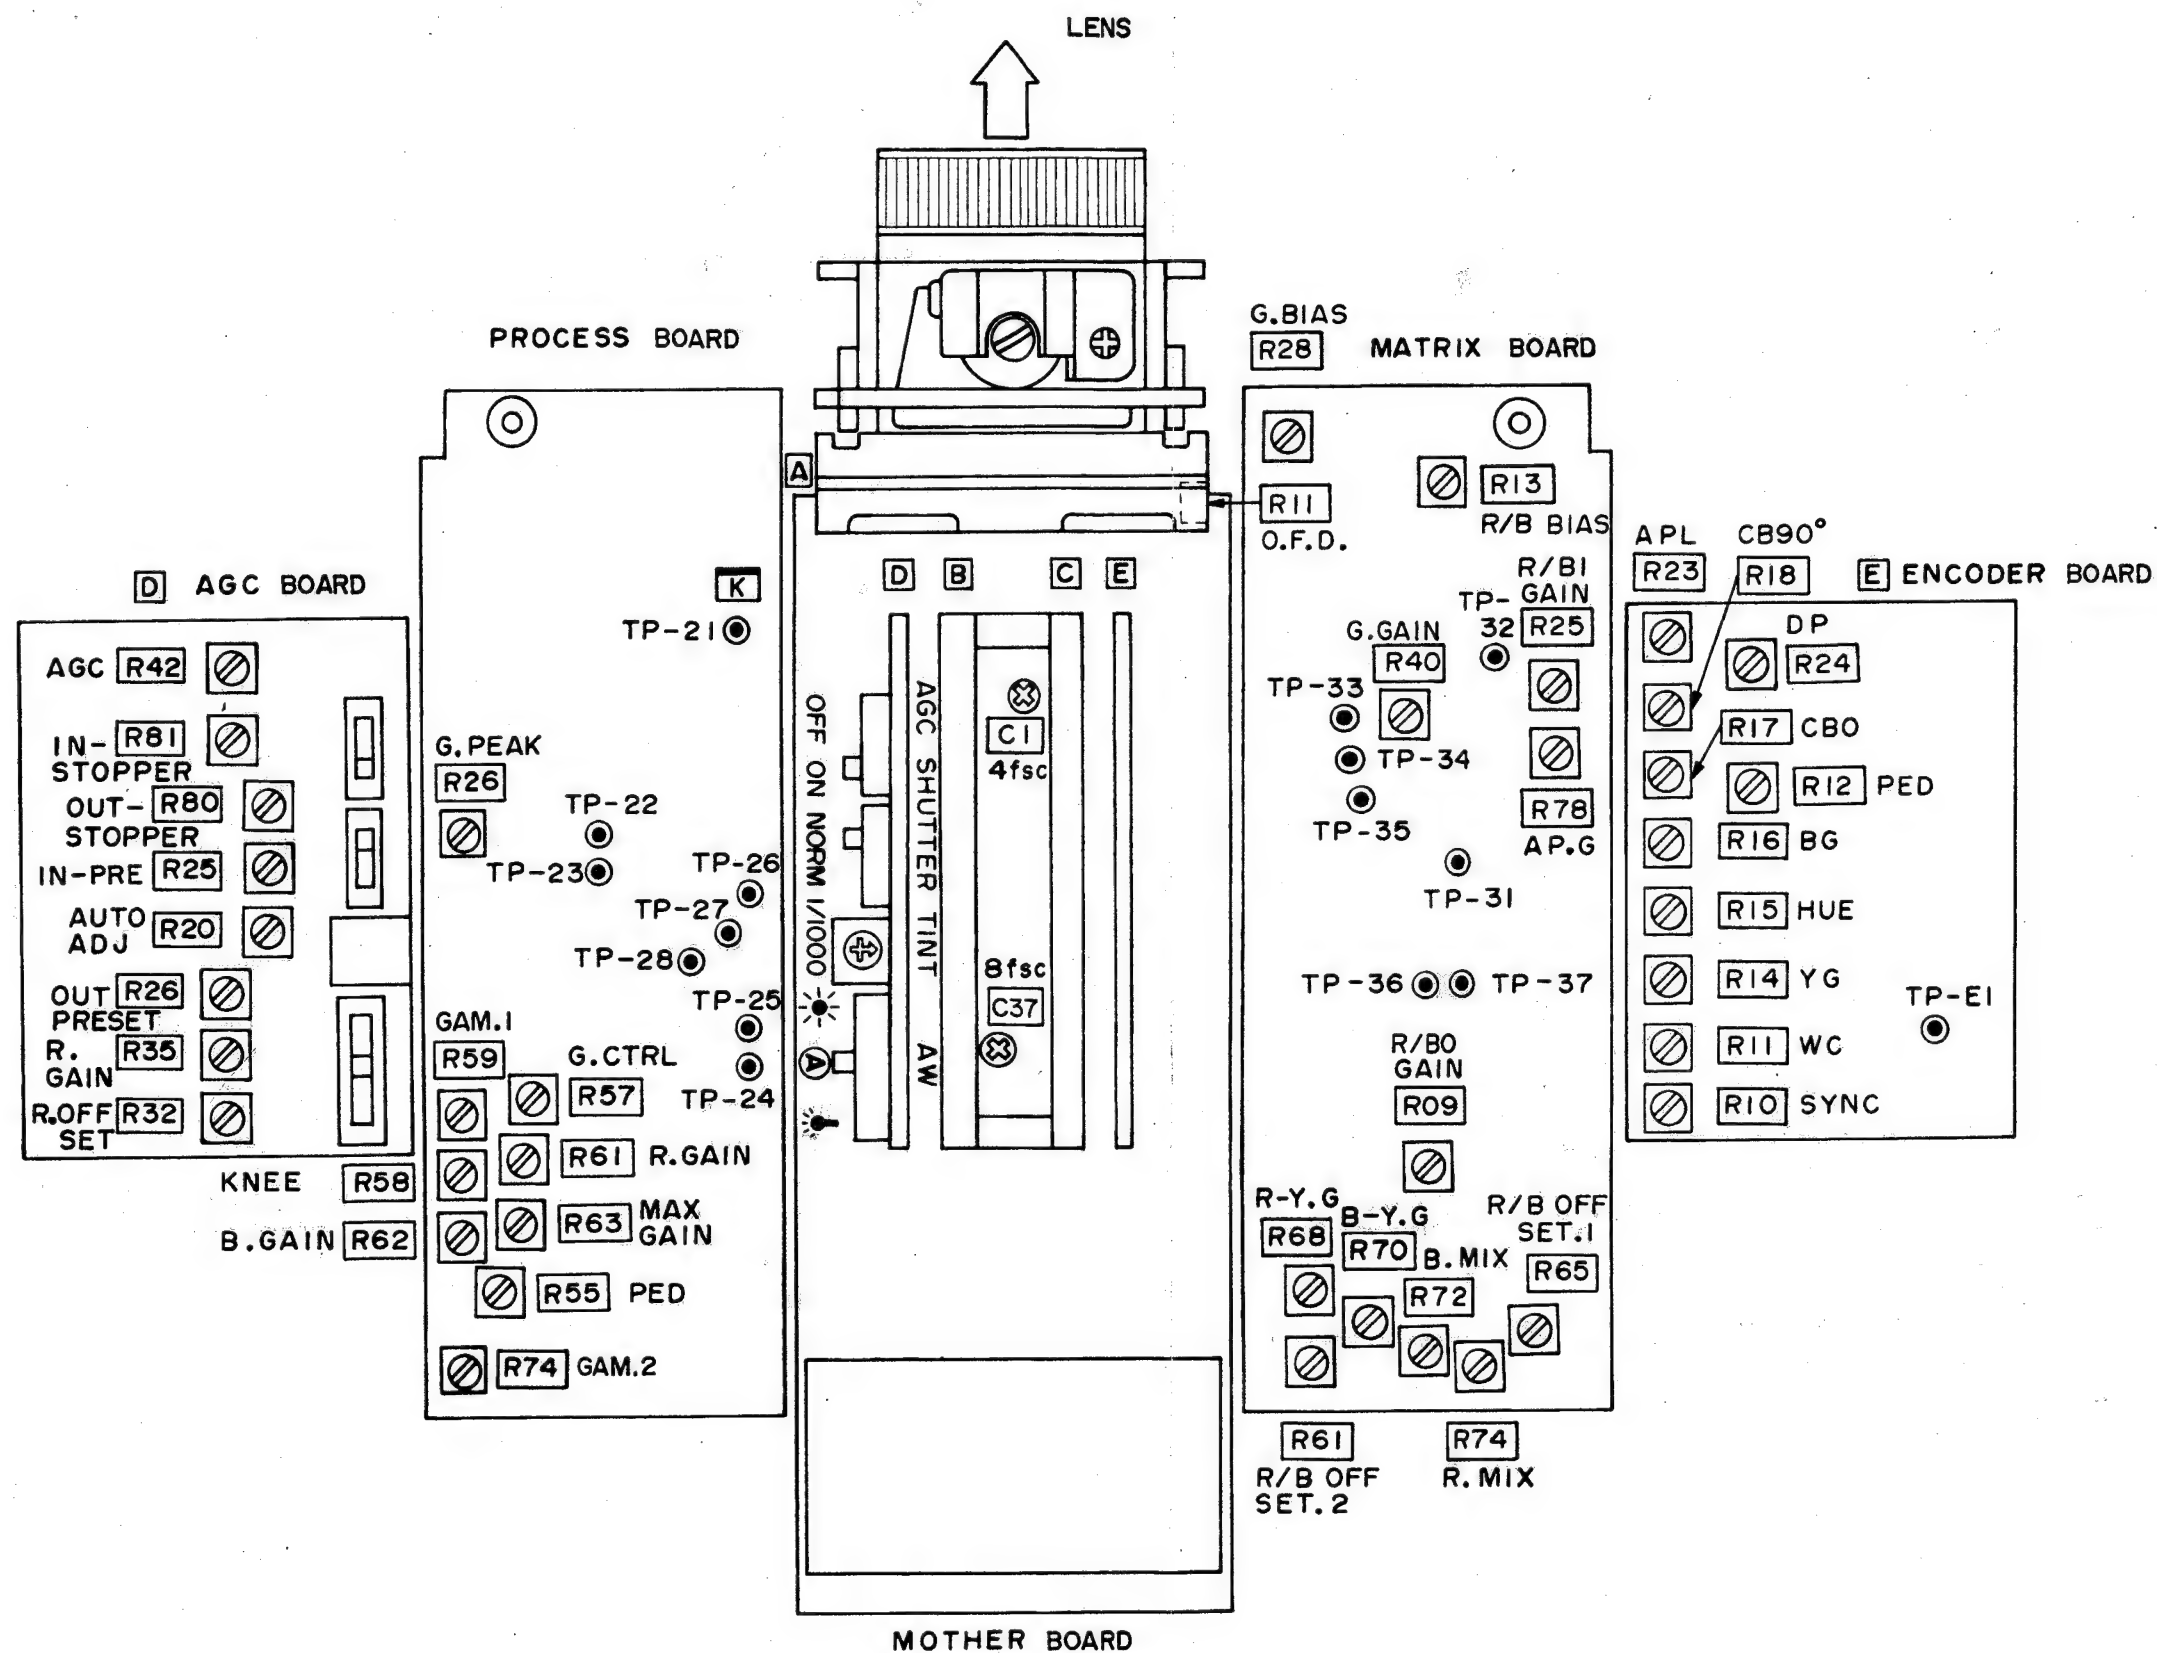 LENS
PROCESS BOARD
G.BIAS
R28
MATRIX BOARD
A
R11
O.F.D.
R13
R/B BIAS
D AGC BOARD
AGC R42
IN- R81
STOPPER
OUT- R80
STOPPER
IN-PRE R25
AUTO
ADJ R20
OUT R26
PRESET
R. R35
GAIN
R.OFF R32
SET
KNEE R58
B.GAIN R62
K
TP-21
G.PEAK
R26
TP-22
TP-23
TP-26
TP-27
TP-28
TP-25
TP-24
GAM.1
R59
G.CTRL
R57
R61 R.GAIN
R63 MAX
GAIN
R55 PED
R74 GAM.2
D B C E
OFF ON NORM 1/1000
AGC SHUTTER TINT AW
A
C1
4fsc
8fsc
C37
MOTHER BOARD
R/B1
GAIN
R25
TP-
32
G.GAIN
R40
TP-33
TP-34
TP-35
R78
AP.G
TP-31
TP-36 TP-37
R/B0
GAIN
R09
R-Y.G
R68
B-Y.G
R70
B.MIX
R72
R/B OFF
SET.1
R65
R61
R/B OFF
SET.2
R74
R.MIX
APL
R23
CB90°
R18
E ENCODER BOARD
DP
R24
R17 CB0
R12 PED
R16 BG
R15 HUE
R14 YG
R11 WC
R10 SYNC
TP-E1